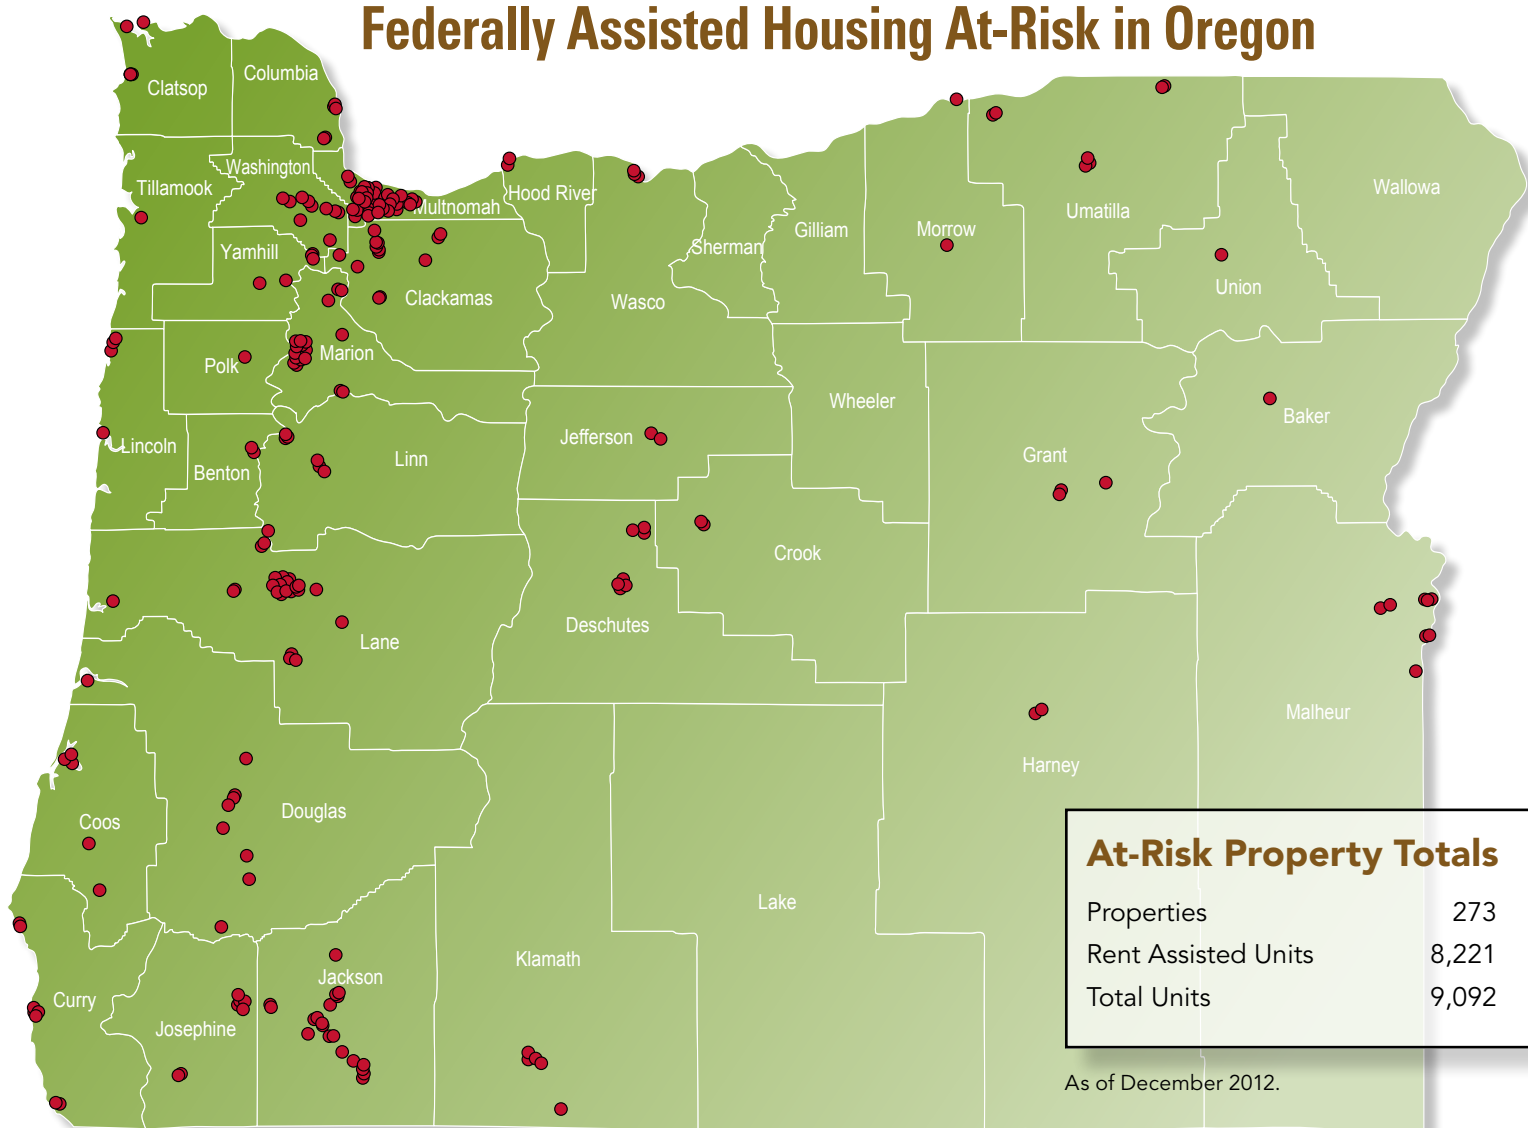 Federally Assisted Housing At-Risk in Oregon
Clatsop
Columbia
Washington
Tillamook
Multnomah
Hood River
Wallowa
Umatilla
Gilliam
Morrow
Sherman
Yamhill
Union
Clackamas
Wasco
Marion
Polk
Wheeler
Baker
Jefferson
Lincoln
Linn
Grant
Benton
Crook
Deschutes
Lane
Malheur
Harney
Douglas
Coos
Lake
Klamath
Jackson
Curry
Josephine
At-Risk Property Totals
Properties 273
Rent Assisted Units 8,221
Total Units 9,092
As of December 2012.